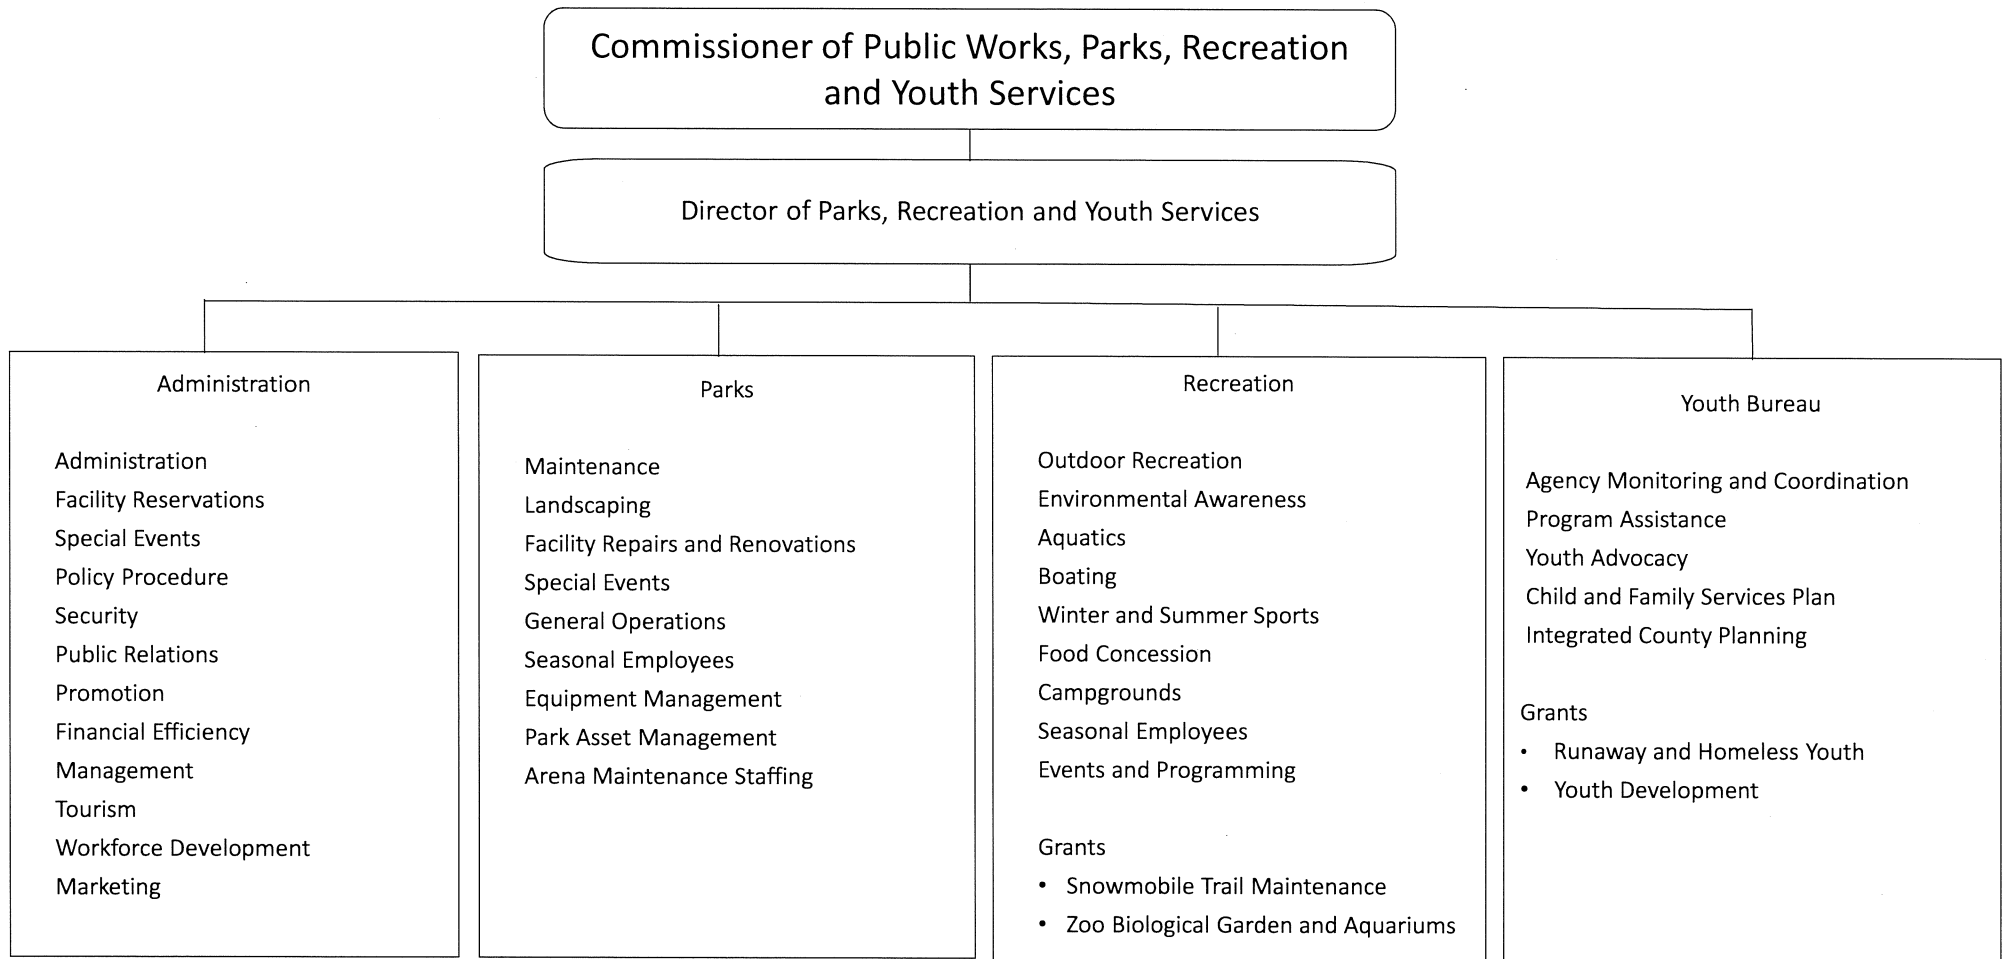 Commissioner of Public Works, Parks, Recreation
and Youth Services
Director of Parks, Recreation and Youth Services
Administration
Administration
Facility Reservations
Special Events
Policy Procedure
Security
Public Relations
Promotion
Financial Efficiency
Management
Tourism
Workforce Development
Marketing
Parks
Maintenance
Landscaping
Facility Repairs and Renovations
Special Events
General Operations
Seasonal Employees
Equipment Management
Park Asset Management
Arena Maintenance Staffing
Recreation
Outdoor Recreation
Environmental Awareness
Aquatics
Boating
Winter and Summer Sports
Food Concession
Campgrounds
Seasonal Employees
Events and Programming
Grants
• Snowmobile Trail Maintenance
• Zoo Biological Garden and Aquariums
Youth Bureau
Agency Monitoring and Coordination
Program Assistance
Youth Advocacy
Child and Family Services Plan
Integrated County Planning
Grants
• Runaway and Homeless Youth
• Youth Development